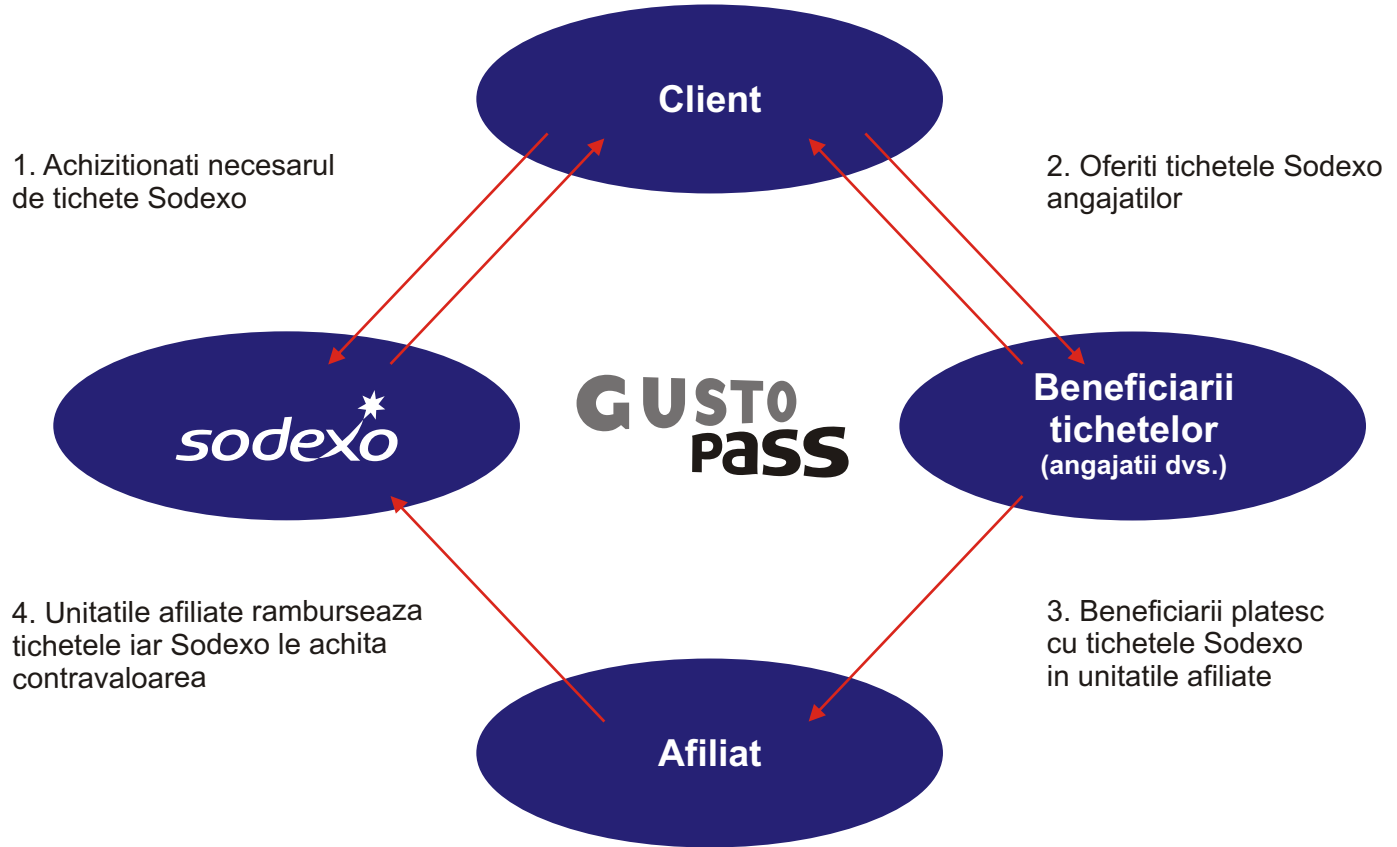 Client
1. Achizitionati necesarul
de tichete Sodexo
2. Oferiti tichetele Sodexo
angajatilor
sodexo
GUSTO
Pass
Beneficiarii
tichetelor
(angajatii dvs.)
4. Unitatile afiliate ramburseaza
tichetele iar Sodexo le achita
contravaloarea
3. Beneficiarii platesc
cu tichetele Sodexo
in unitatile afiliate
Afiliat